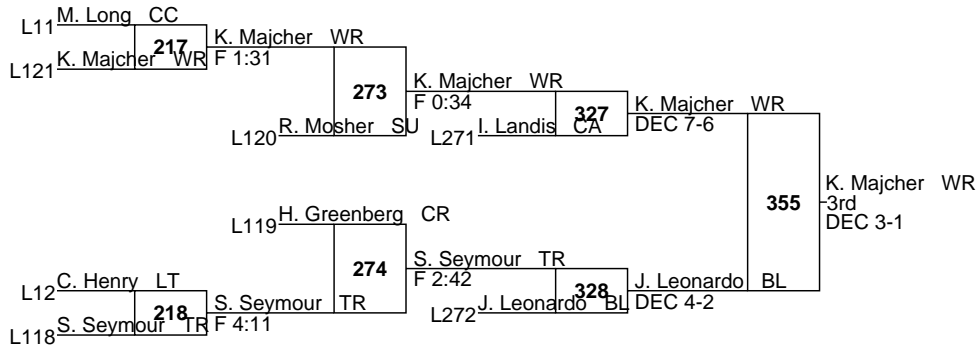 M. Long CC
L11
217
K. Majcher WR
L121
K. Majcher WR
F 1:31
273
R. Mosher SU
L120
K. Majcher WR
F 0:34
327
I. Landis CA
L271
K. Majcher WR
DEC 7-6
355
K. Majcher WR
3rd
DEC 3-1
H. Greenberg CR
L119
274
C. Henry LT
L12
218
S. Seymour TR
L118
S. Seymour TR
F 4:11
S. Seymour TR
F 2:42
328
J. Leonardo BL
L272
J. Leonardo BL
DEC 4-2